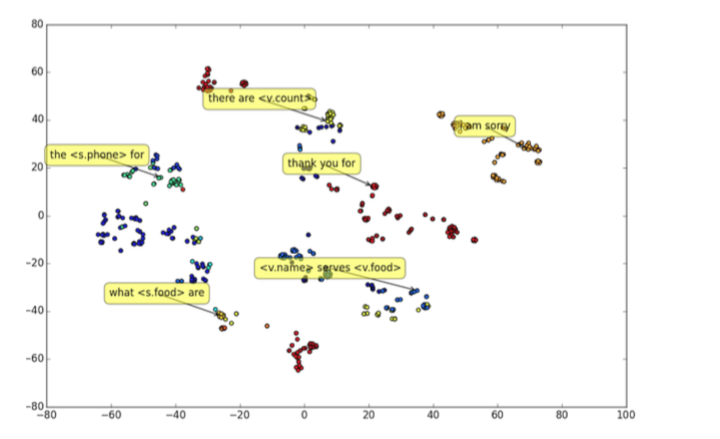 80
60
40
20
0
−20
−40
−60
−80
there are <v.count>
am sorry
the <s.phone> for
thank you for
<v.name> serves <v.food>
what <s.food> are
−80 −60 −40 −20 0 20 40 60 80 100